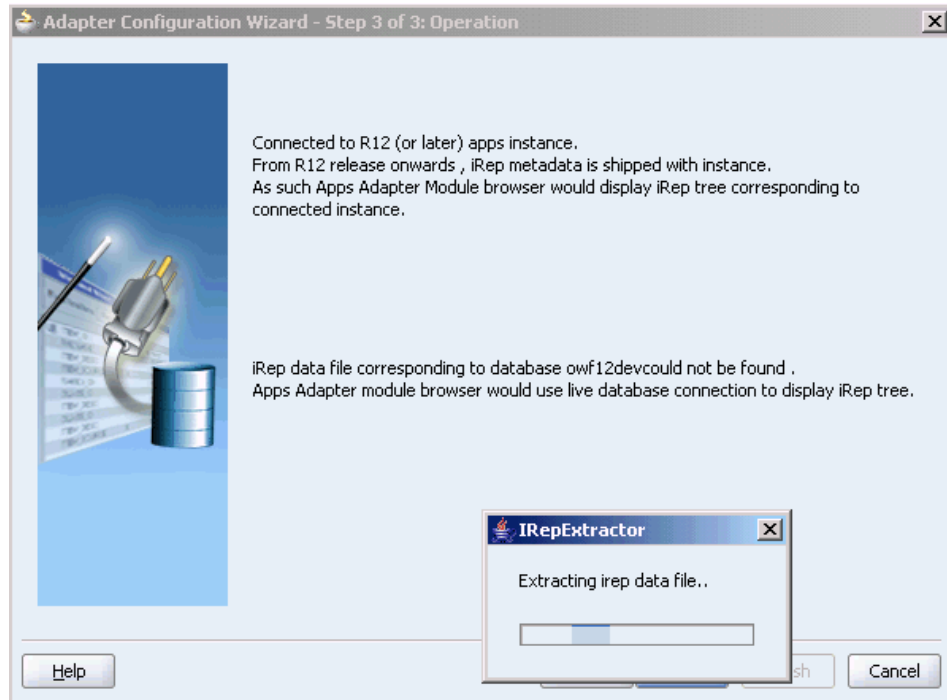 Adapter Configuration Wizard - Step 3 of 3: Operation
Connected to R12 (or later) apps instance.
From R12 release onwards , iRep metadata is shipped with instance.
As such Apps Adapter Module browser would display iRep tree corresponding to
connected instance.
iRep data file corresponding to database owf12devcould not be found .
Apps Adapter module browser would use live database connection to display iRep tree.
IRepExtractor
Extracting irep data file..
Help
sh
Cancel